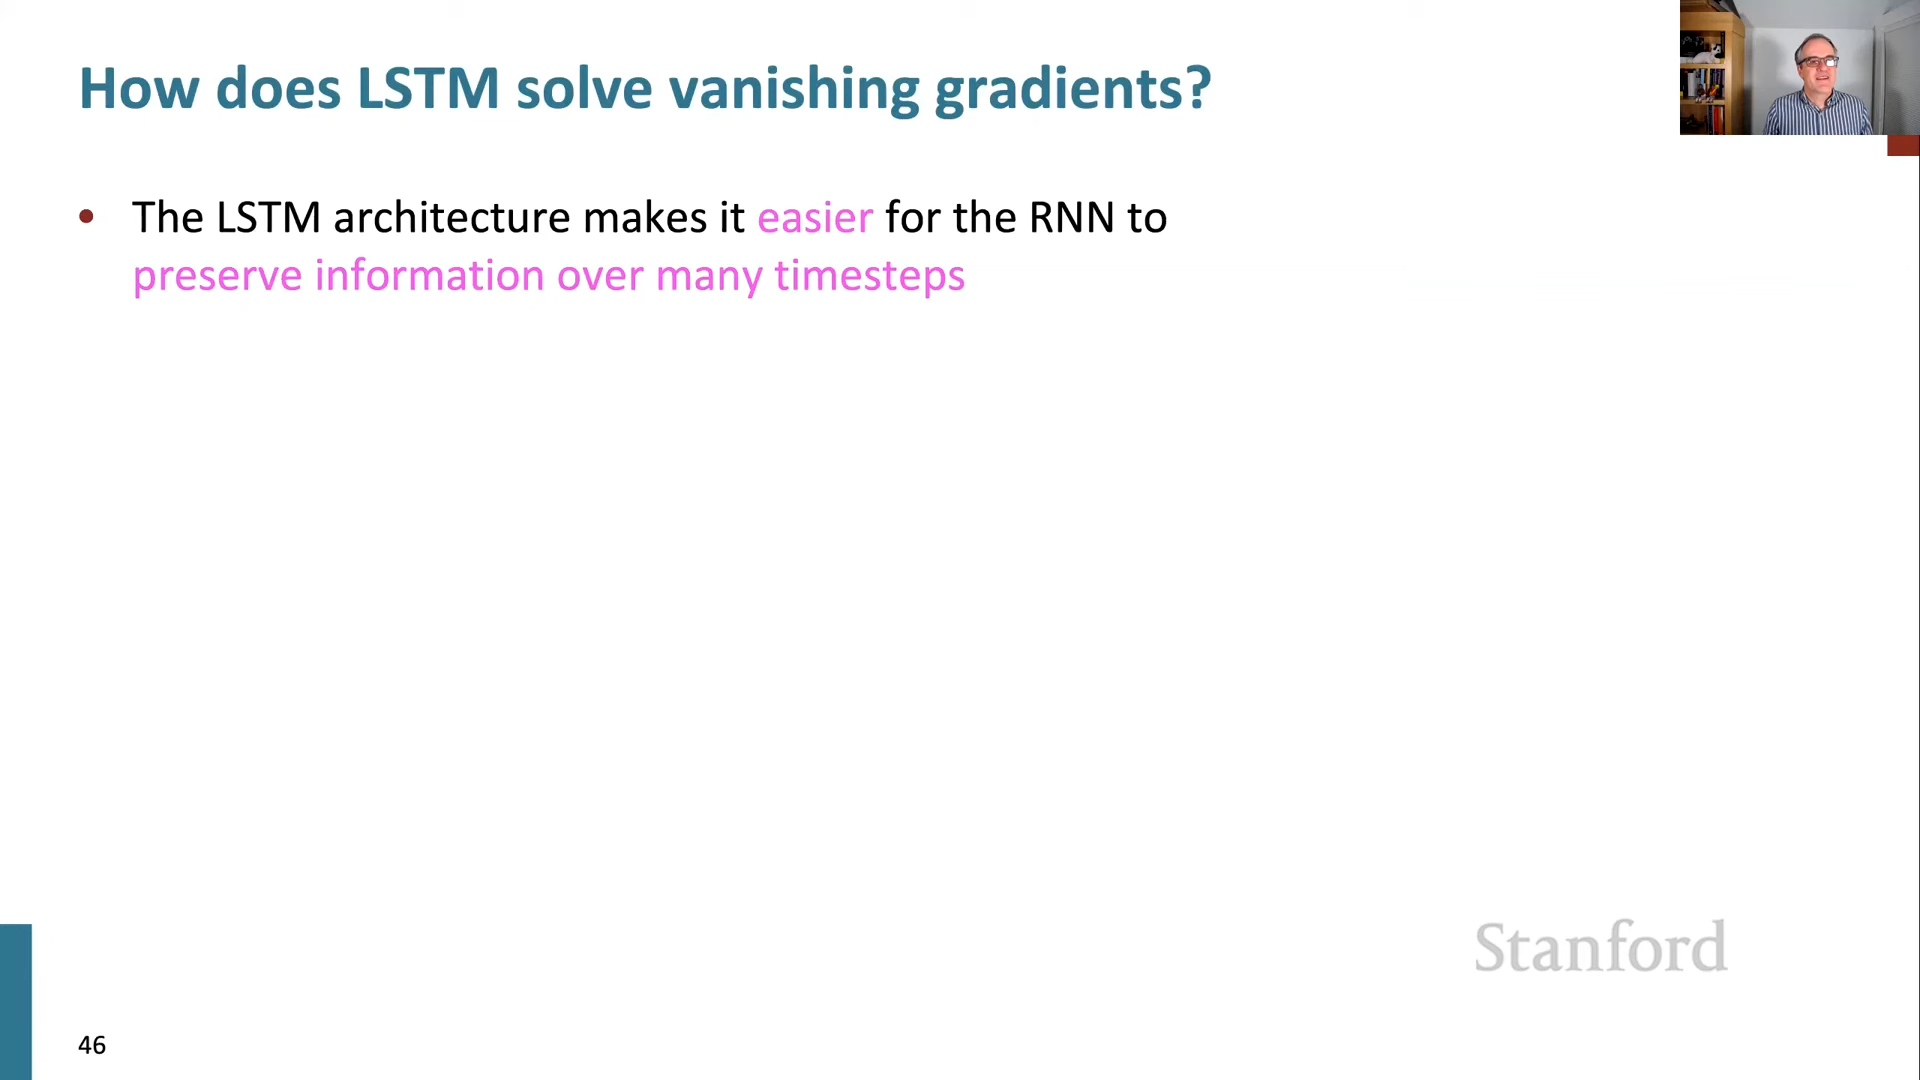 How does LSTM solve vanishing gradients?
• The LSTM architecture makes it easier for the RNN to
preserve information over many timesteps
Stanford
46